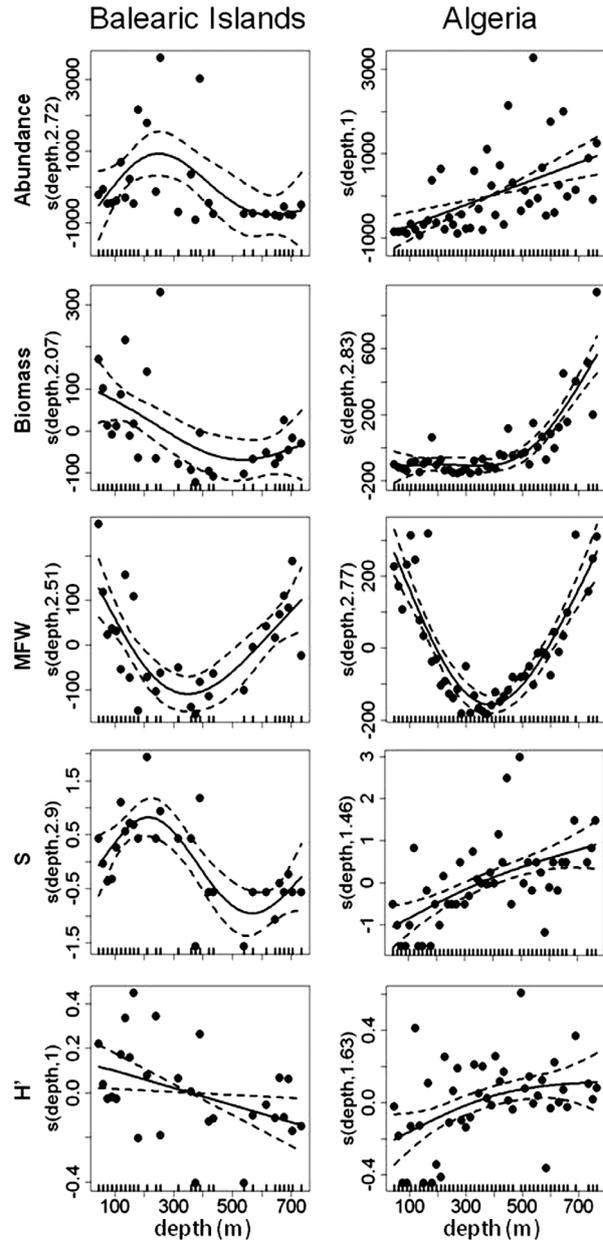 Balearic Islands Algeria
Abundance
s(depth,2.72)
3000
1000
-1000
s(depth,1)
3000
1000
-1000
Biomass
s(depth,2.07)
300
100
0
-100
s(depth,2.83)
600
200
-200
MFW
s(depth,2.51)
100
0
-100
s(depth,2.77)
200
0
-200
S
s(depth,2.9)
1.5
0.5
-0.5
-1.5
s(depth,1.46)
3
1
0
-1
H'
s(depth,1)
0.4
0.2
0.0
-0.4
s(depth,1.63)
0.4
0.0
-0.4
100 300 500 700
depth (m)
100 300 500 700
depth (m)